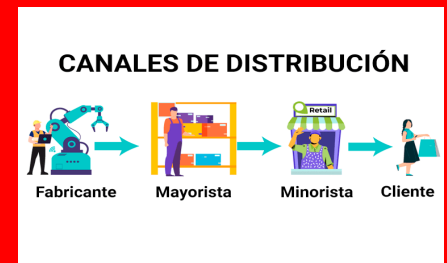 CANALES DE DISTRIBUCIÓN
Retail
Fabricante
Mayorista
Minorista
Cliente